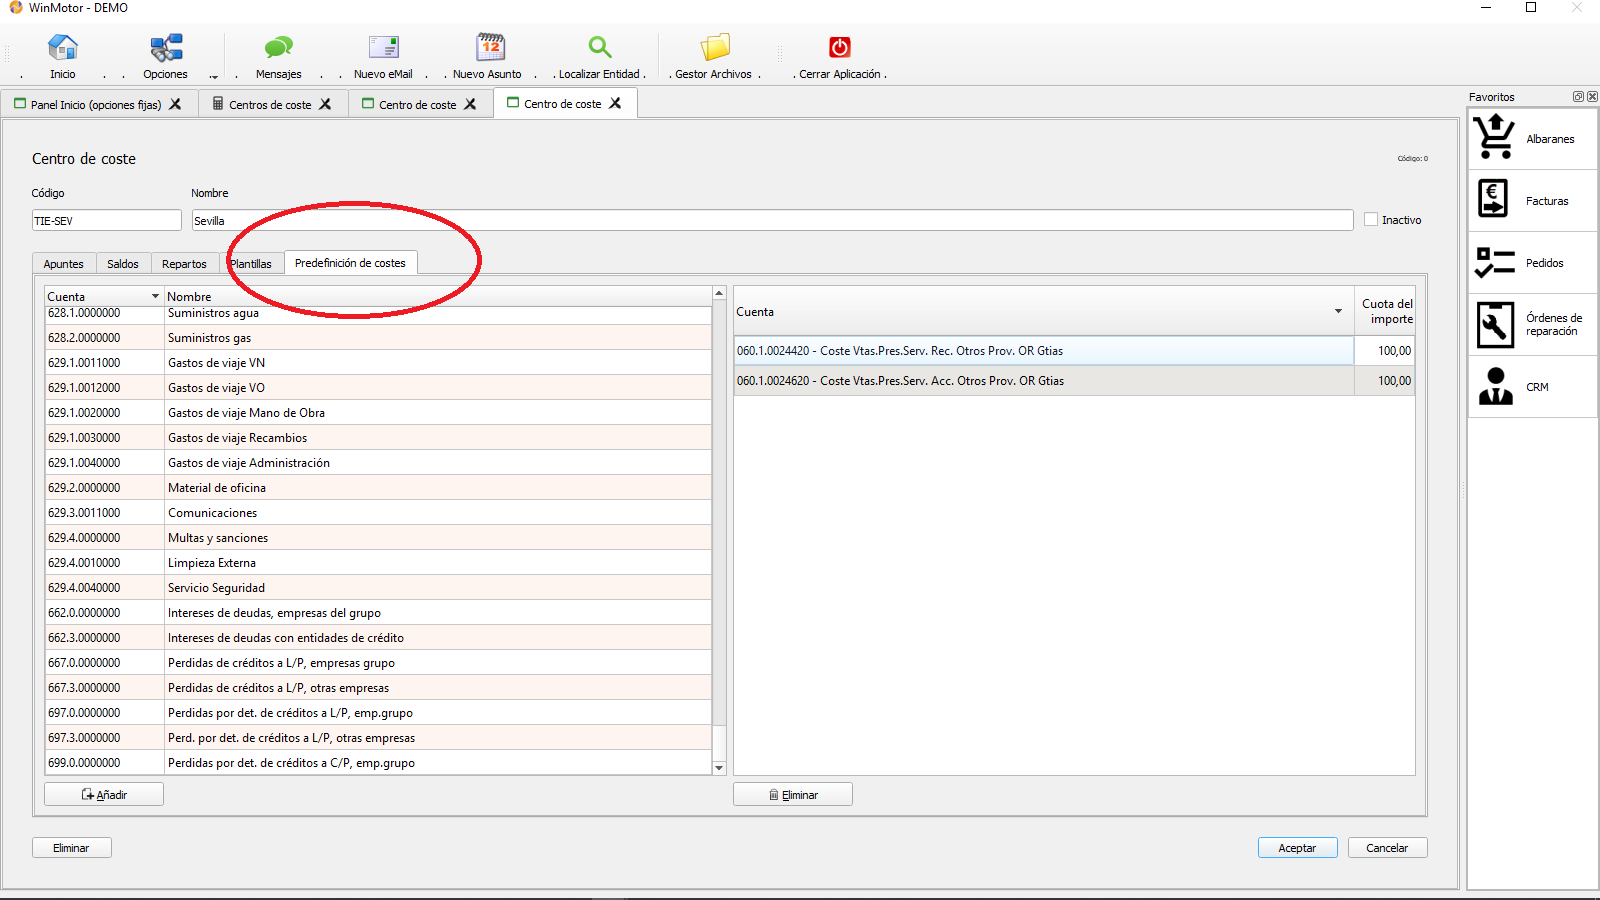 WinMotor - DEMO
Inicio
Opciones
Mensajes
Nuevo eMail
12
Nuevo Asunto
Localizar Entidad
Gestor Archivos
Cerrar Aplicación
Panel Inicio (opciones fijas)
Centros de coste
Centro de coste
Centro de coste
Favoritos
Albaranes
Facturas
Pedidos
Órdenes de
reparación
CRM
Centro de coste
Código: 0
Código
Nombre
TIE-SEV
Sevilla
Inactivo
Apuntes
Saldos
Repartos
Plantillas
Predefinición de costes
Cuenta Nombre
628.1.0000000 Suministros agua
628.2.0000000 Suministros gas
629.1.0011000 Gastos de viaje VN
629.1.0012000 Gastos de viaje VO
629.1.0020000 Gastos de viaje Mano de Obra
629.1.0030000 Gastos de viaje Recambios
629.1.0040000 Gastos de viaje Administración
629.2.0000000 Material de oficina
629.3.0011000 Comunicaciones
629.4.0000000 Multas y sanciones
629.4.0010000 Limpieza Externa
629.4.0040000 Servicio Seguridad
662.0.0000000 Intereses de deudas, empresas del grupo
662.3.0000000 Intereses de deudas con entidades de crédito
667.0.0000000 Perdidas de créditos a L/P, empresas grupo
667.3.0000000 Perdidas de créditos a L/P, otras empresas
697.0.0000000 Perdidas por det. de créditos a L/P, emp.grupo
697.3.0000000 Perd. por det. de créditos a L/P, otras empresas
699.0.0000000 Perdidas por det. de créditos a C/P, emp.grupo
Añadir
Cuenta
Cuota del
importe
060.1.0024420 - Coste Vtas.Pres.Serv. Rec. Otros Prov. OR Gtias 100,00
060.1.0024620 - Coste Vtas.Pres.Serv. Acc. Otros Prov. OR Gtias 100,00
Eliminar
Eliminar
Aceptar
Cancelar